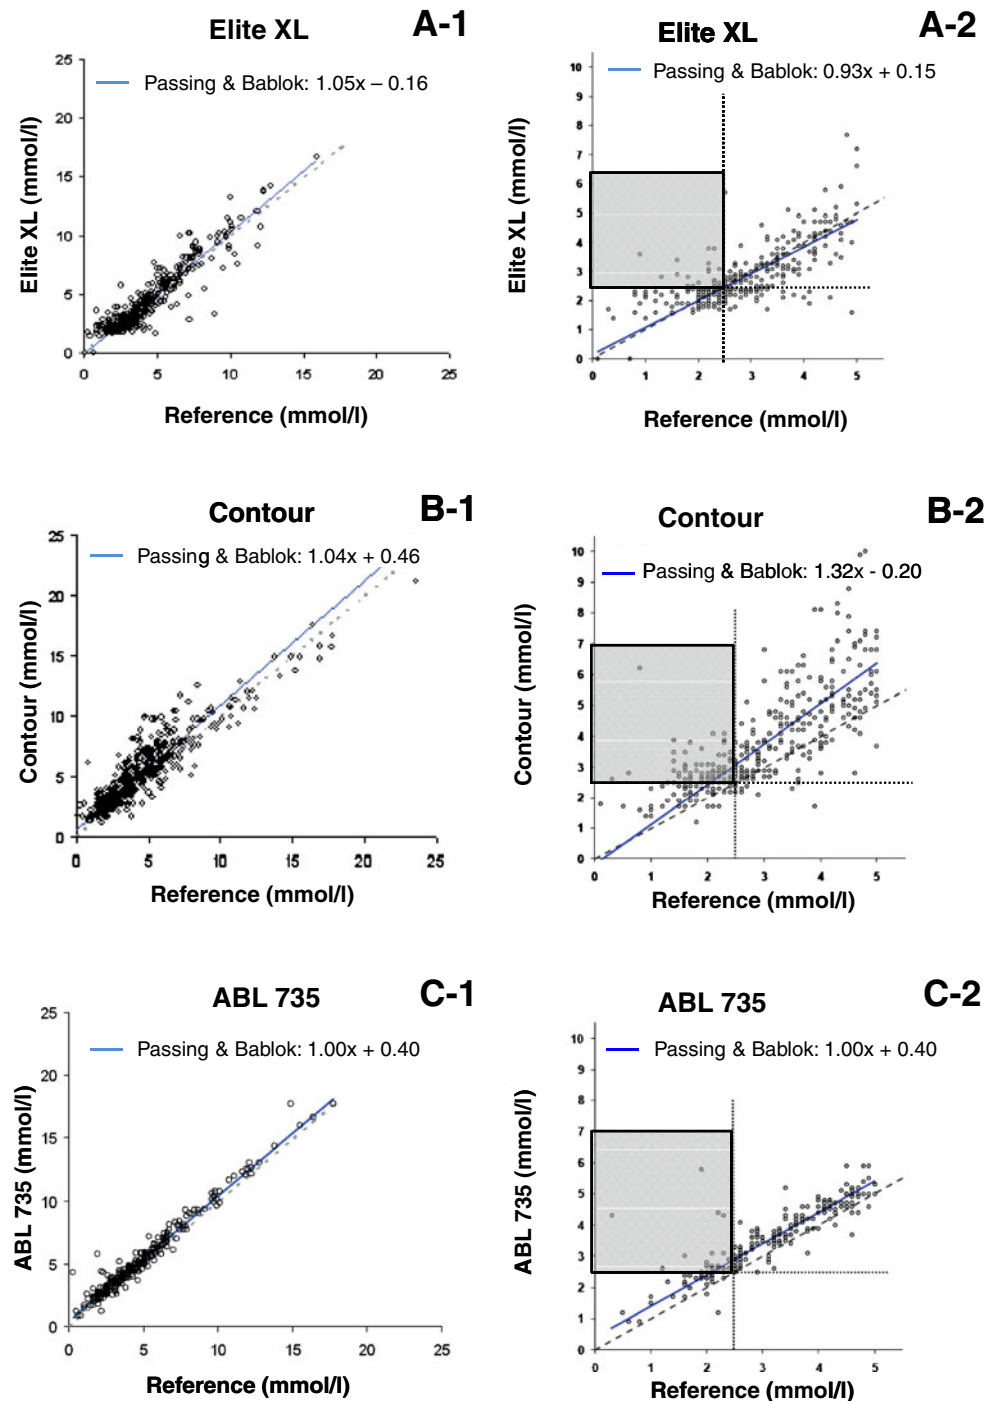 Elite XL
A-1
Passing & Bablok: 1.05x – 0.16
25
20
15
10
5
0
0 5 10 15 20 25
Elite XL (mmol/l)
Reference (mmol/l)
Elite XL
A-2
Passing & Bablok: 0.93x + 0.15
10
9
8
7
6
5
4
3
2
1
0
0 1 2 3 4 5
Elite XL (mmol/l)
Reference (mmol/l)
Contour
B-1
Passing & Bablok: 1.04x + 0.46
25
20
15
10
5
0
0 5 10 15 20 25
Contour (mmol/l)
Reference (mmol/l)
Contour
B-2
Passing & Bablok: 1.32x - 0.20
10
9
8
7
6
5
4
3
2
1
0
0 1 2 3 4 5
Contour (mmol/l)
Reference (mmol/l)
ABL 735
C-1
Passing & Bablok: 1.00x + 0.40
25
20
15
10
5
0
0 5 10 15 20 25
ABL 735 (mmol/l)
Reference (mmol/l)
ABL 735
C-2
Passing & Bablok: 1.00x + 0.40
10
9
8
7
6
5
4
3
2
1
0
0 1 2 3 4 5
ABL 735 (mmol/l)
Reference (mmol/l)